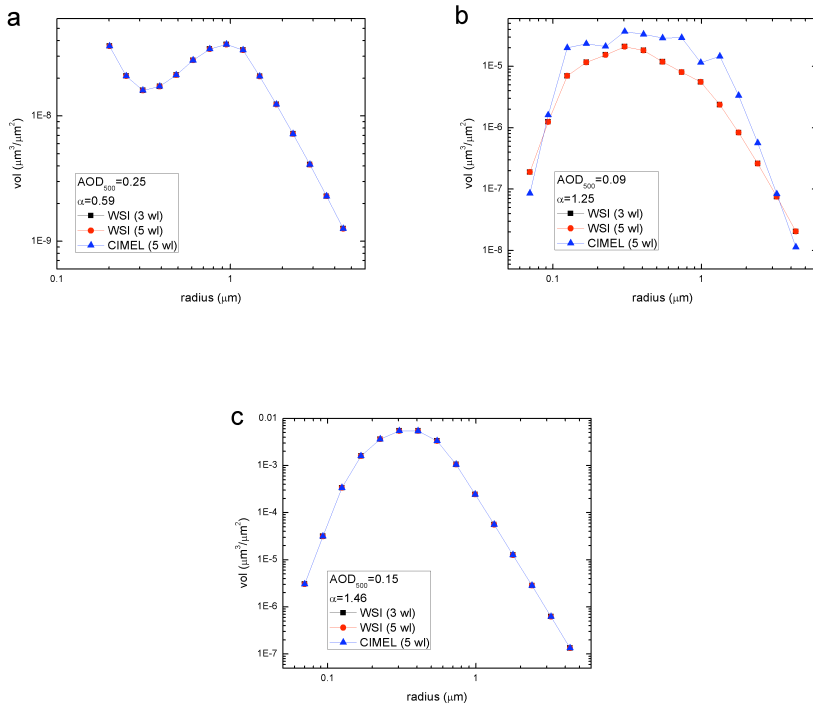 a
vol (μm³/μm²)
1E-8
1E-9
AOD₅₀₀=0.25
α=0.59
WSI (3 wl)
WSI (5 wl)
CIMEL (5 wl)
0.1
1
radius (μm)
b
vol (μm³/μm²)
1E-5
1E-6
1E-7
1E-8
AOD₅₀₀=0.09
α=1.25
WSI (3 wl)
WSI (5 wl)
CIMEL (5 wl)
0.1
1
radius (μm)
c
vol (μm³/μm²)
0.01
1E-3
1E-4
1E-5
1E-6
1E-7
AOD₅₀₀=0.15
α=1.46
WSI (3 wl)
WSI (5 wl)
CIMEL (5 wl)
0.1
1
radius (μm)